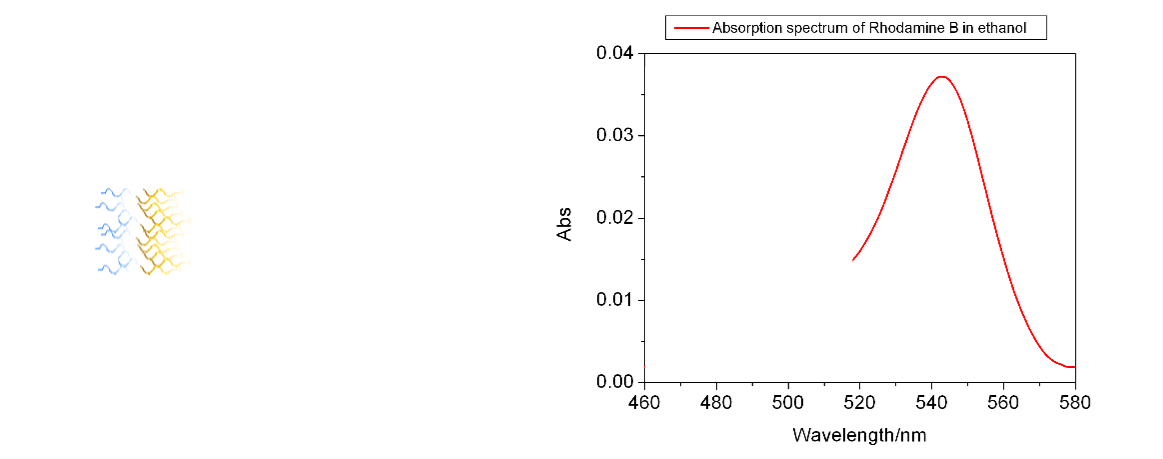 Absorption spectrum of Rhodamine B in ethanol
0.04
0.03
0.02
0.01
0.00
Abs
460 480 500 520 540 560 580
Wavelength/nm